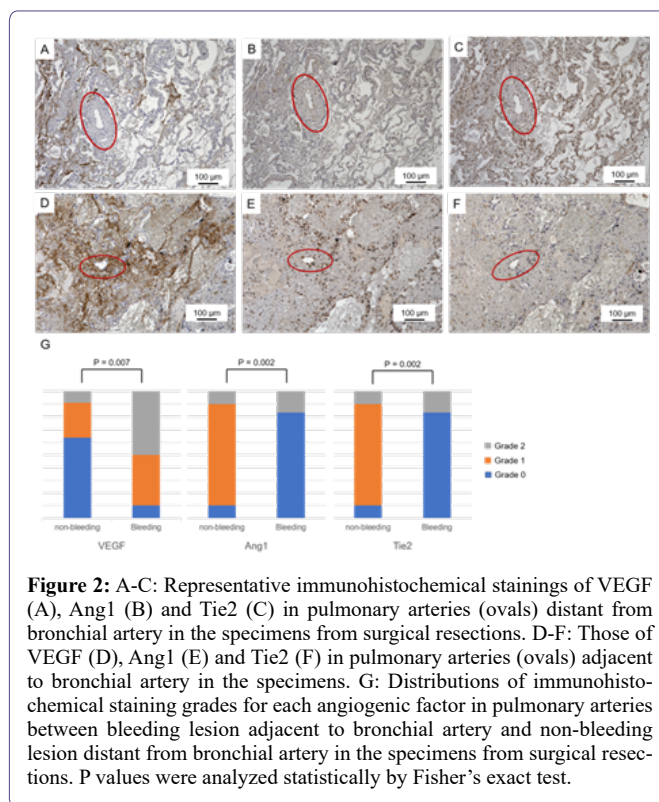 A
B
C
100 µm
100 µm
100 µm
D
E
F
100 µm
100 µm
100 µm
G
P = 0.007
P = 0.002
P = 0.002
Grade 2
Grade 1
Grade 0
non-bleeding
Bleeding
non-bleeding
Bleeding
non-bleeding
Bleeding
VEGF
Ang1
Tie2
Figure 2: A-C: Representative immunohistochemical stainings of VEGF
(A), Ang1 (B) and Tie2 (C) in pulmonary arteries (ovals) distant from
bronchial artery in the specimens from surgical resections. D-F: Those of
VEGF (D), Ang1 (E) and Tie2 (F) in pulmonary arteries (ovals) adjacent
to bronchial artery in the specimens. G: Distributions of immunohisto-
chemical staining grades for each angiogenic factor in pulmonary arteries
between bleeding lesion adjacent to bronchial artery and non-bleeding
lesion distant from bronchial artery in the specimens from surgical resec-
tions. P values were analyzed statistically by Fisher’s exact test.